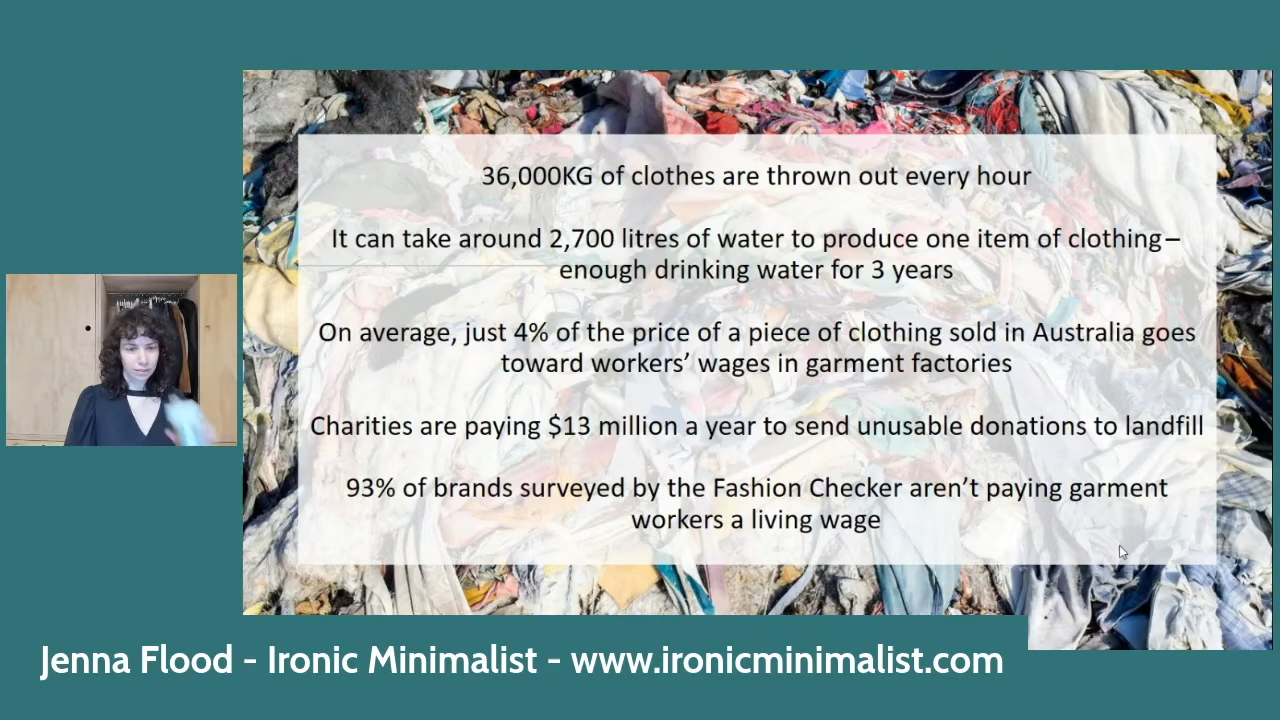 36,000KG of clothes are thrown out every hour
It can take around 2,700 litres of water to produce one item of clothing–
enough drinking water for 3 years
On average, just 4% of the price of a piece of clothing sold in Australia goes
toward workers’ wages in garment factories
Charities are paying $13 million a year to send unusable donations to landfill
93% of brands surveyed by the Fashion Checker aren’t paying garment
workers a living wage
Jenna Flood - Ironic Minimalist - www.ironicminimalist.com